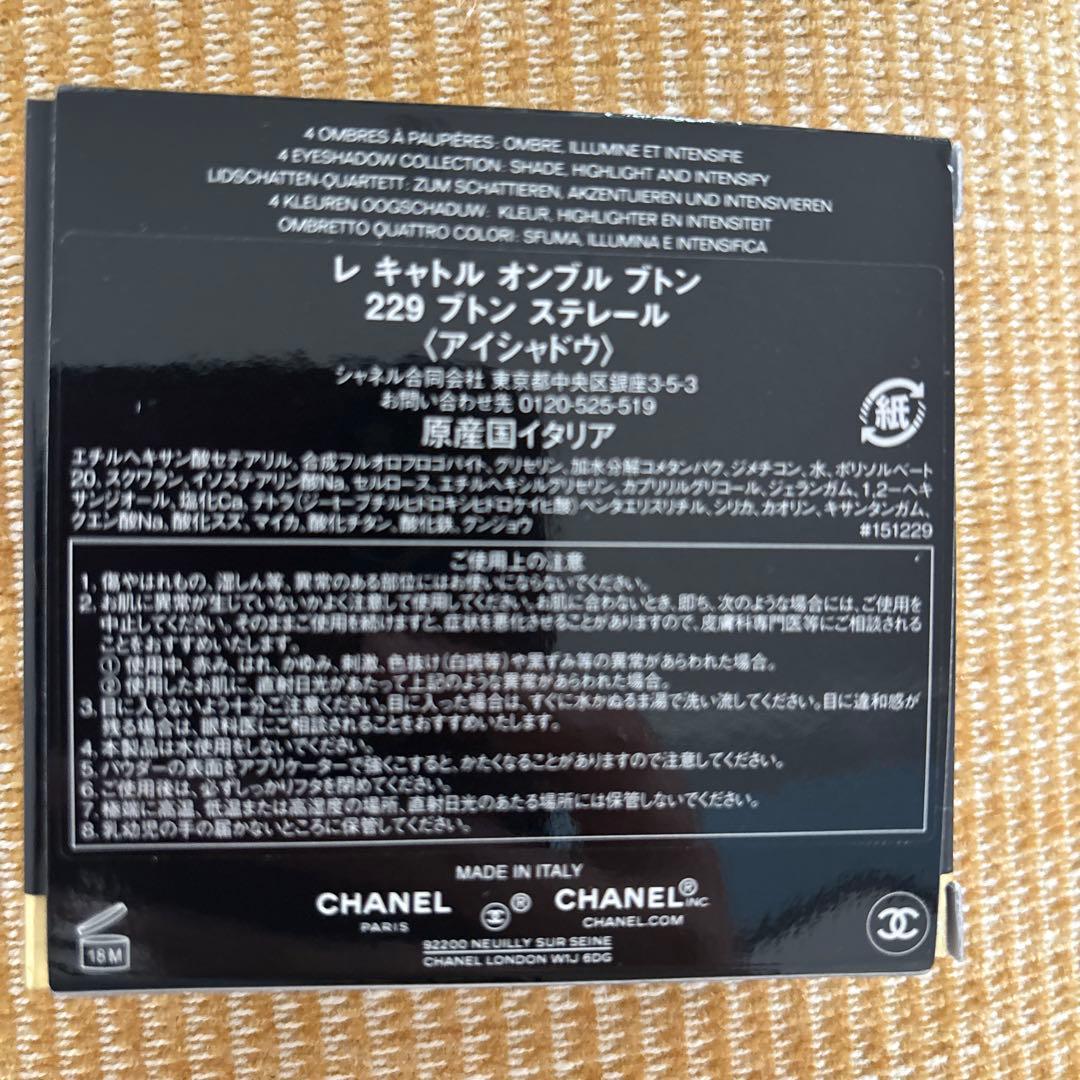 4 OMBRES À PAUPIÈRES : OMBRE, ILLUMINE ET INTENSIFIE
4 EYESHADOW COLLECTION : SHADE, HIGHLIGHT AND INTENSIFY
LIDSCHATTEN-QUARTETT : ZUM SCHATTIEREN, AKZENTUIEREN UND INTENSIVIEREN
4 KLEUREN OOGSCHADUW : KLEUR, HIGHLIGHTER EN INTENSITEIT
OMBRETTO QUATTRO COLORI : SFUMA, ILLUMINA E INTENSIFICA
レ キャトル オンブル ブトン
229 ブトン ステレール
〈アイシャドウ〉
シャネル合同会社 東京都中央区銀座3-5-3
お問い合わせ先 0120-525-519
原産国イタリア
紙
エチルヘキサン酸セテアリル、合成フルオロフロゴパイト、グリセリン、加水分解コメタンパク、ジメチコン、水、ポリソルベート
20、スクワラン、イソステアリン酸Na、セルロース、エチルヘキシルグリセリン、カプリリルグリコール、ジェランガム、1,2-ヘキ
サンジオール、塩化Ca、テトラ(ジ-t-ブチルヒドロキシヒドロケイヒ酸)ペンタエリスリチル、シリカ、カオリン、キサンタンガム、
クエン酸Na、酸化スズ、マイカ、酸化チタン、酸化鉄、グンジョウ
#151229
ご使用上の注意
1. 傷やはれもの、湿しん等、異常のある部位にはお使いにならないでください。
2. お肌に異常が生じていないかよく注意して使用してください。お肌に合わないとき、即ち、次のような場合には、ご使用を
中止してください。そのままご使用を続けますと、症状を悪化させることがありますので、皮膚科専門医等にご相談される
ことをおすすめいたします。
① 使用中、赤み、はれ、かゆみ、刺激、色抜け(白斑等)や黒ずみ等の異常があらわれた場合。
② 使用したお肌に、直射日光があたって上記のような異常があらわれた場合。
3. 目に入らないよう十分ご注意ください。目に入った場合は、すぐに水かぬるま湯で洗い流してください。目に違和感が
残る場合は、眼科医にご相談されることをおすすめいたします。
4. 本製品は水使用をしないでください。
5. パウダーの表面をアプリケーターで強くこすると、かたくなることがありますので注意してください。
6. ご使用後は、必ずしっかりフタを閉めてください。
7. 極端に高温、低温または高湿度の場所、直射日光のあたる場所には保管しないでください。
8. 乳幼児の手の届かないところに保管してください。
MADE IN ITALY
CHANEL ® CHANEL® INC
PARIS CHANEL.COM
92200 NEUILLY SUR SEINE
CHANEL LONDON W1J 6DG
18 M